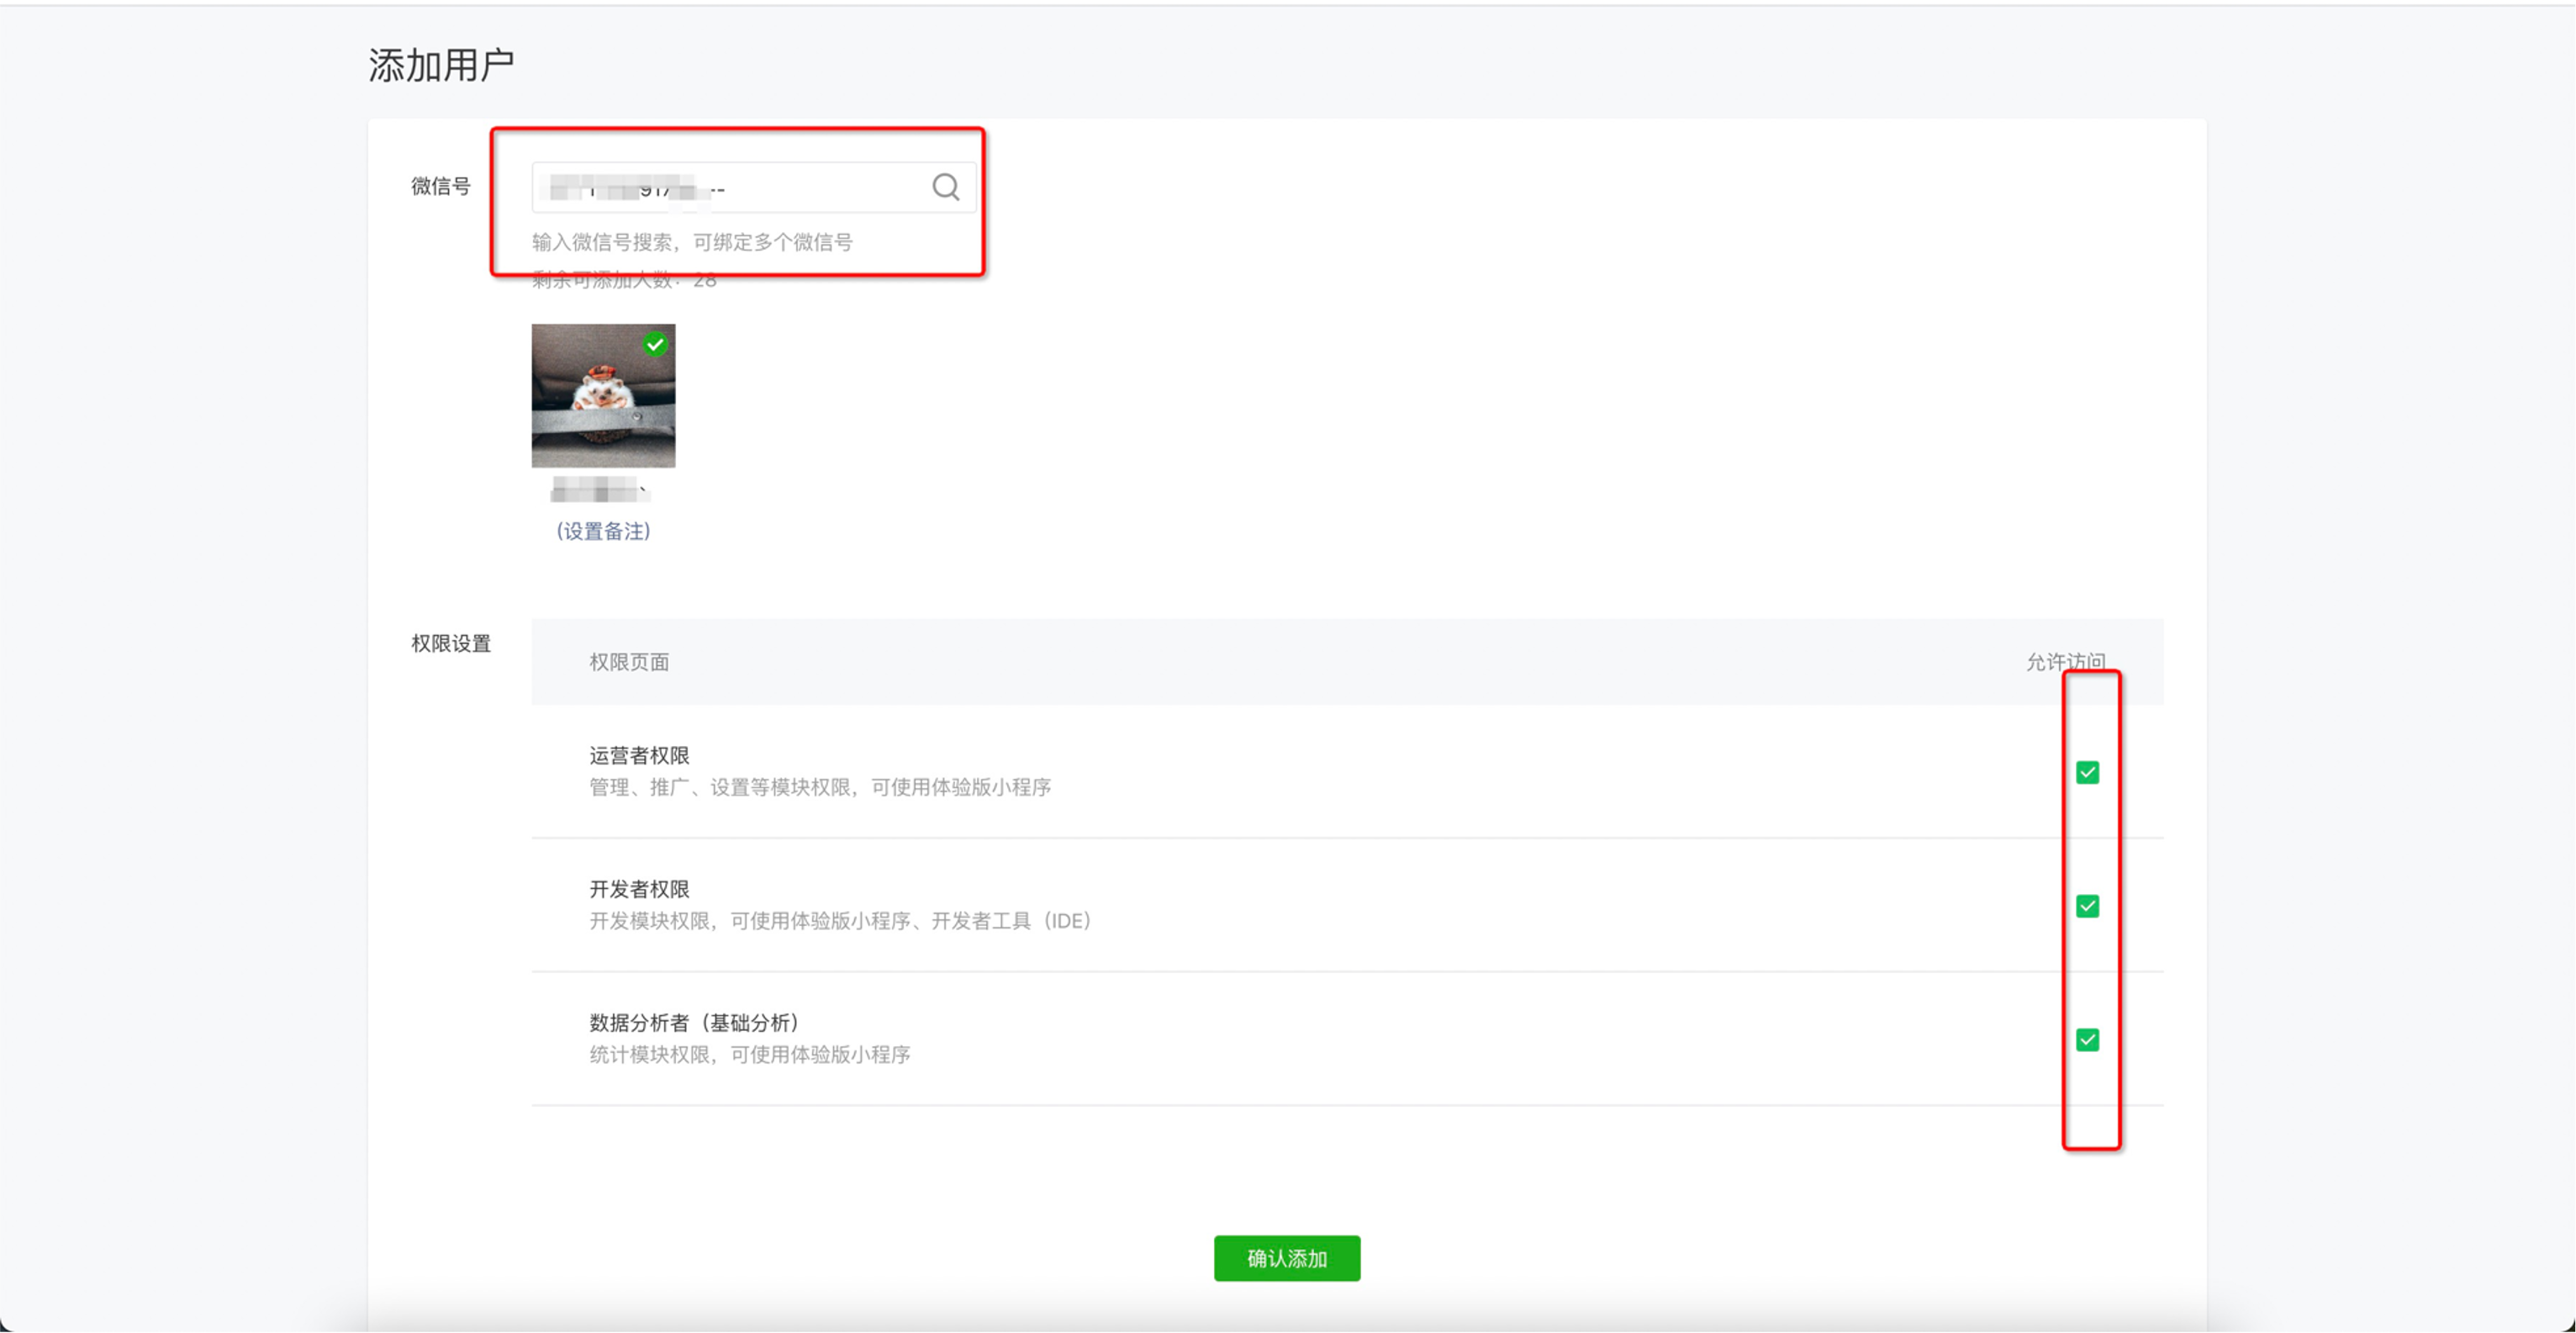 添加用户
微信号
输入微信号搜索，可绑定多个微信号
剩余可添加人数：28
(设置备注)
权限设置
权限页面
允许访问
运营者权限
管理、推广、设置等模块权限，可使用体验版小程序
开发者权限
开发模块权限，可使用体验版小程序、开发者工具（IDE）
数据分析者（基础分析）
统计模块权限，可使用体验版小程序
确认添加